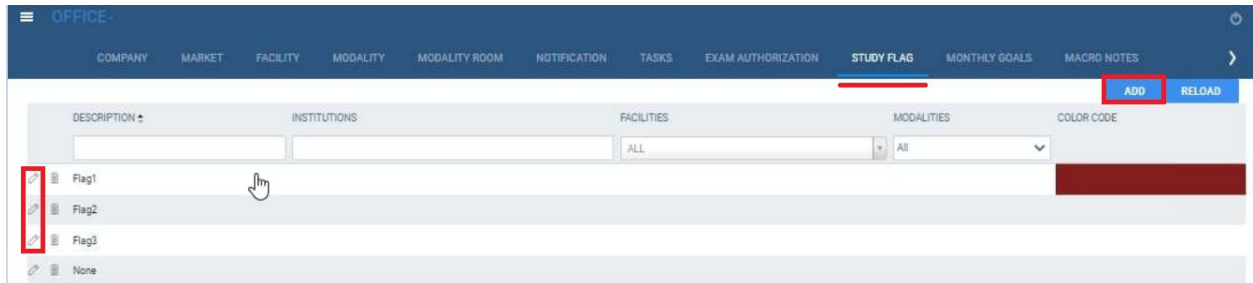 OFFICE-
COMPANY MARKET FACILITY MODALITY MODALITY ROOM NOTIFICATION TASKS EXAM AUTHORIZATION STUDY FLAG MONTHLY GOALS MACRO NOTES
ADD RELOAD
DESCRIPTION INSTITUTIONS FACILITIES MODALITIES COLOR CODE
ALL All
Flag1
Flag2
Flag3
None